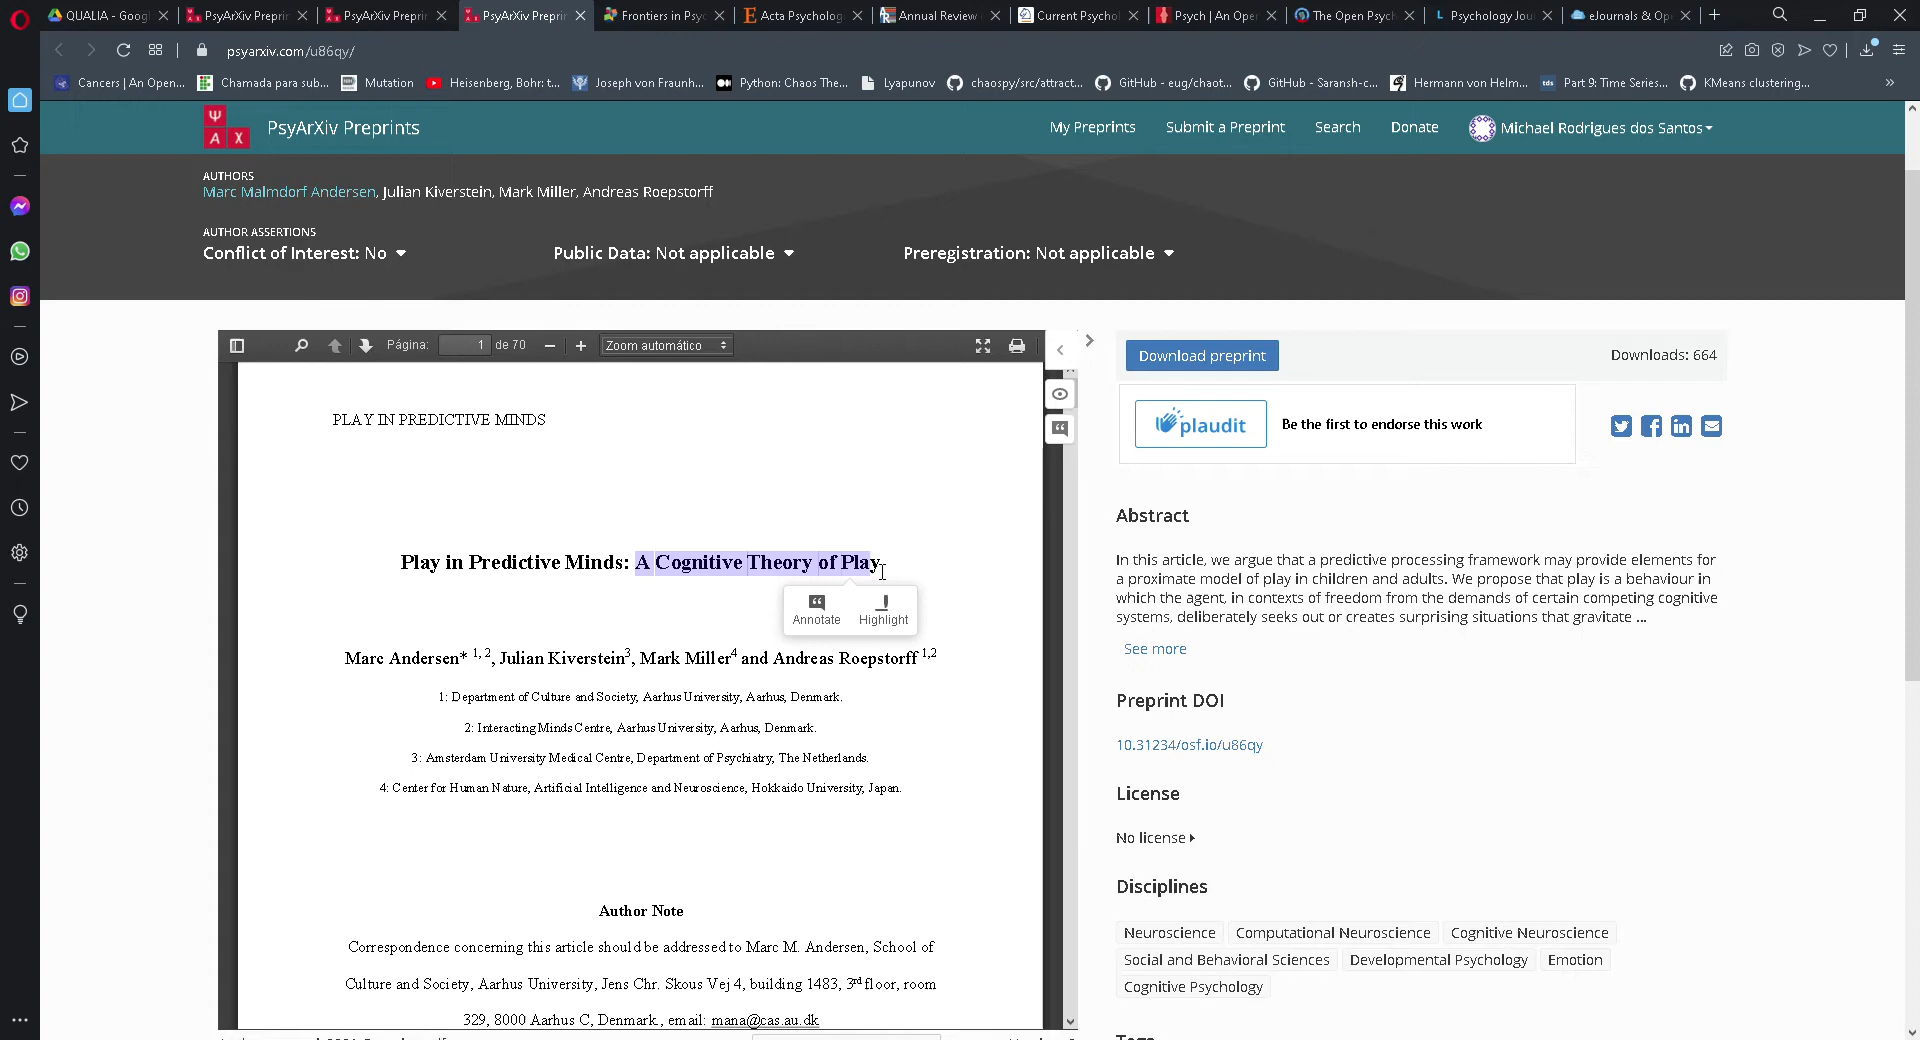 QUALIA - Googl
PsyArXiv Preprin
PsyArXiv Preprin
PsyArXiv Preprin
Frontiers in Psyc
Acta Psycholog
Annual Review
Current Psychol
Psych | An Oper
The Open Psych
Psychology Jou
eJournals & Op
psyarxiv.com/u86qy/
Cancers | An Open...
Chamada para sub...
Mutation
Heisenberg, Bohr: t...
Joseph von Fraunh...
Python: Chaos The...
Lyapunov
chaospy/src/attract...
GitHub - eug/chaot...
GitHub - Saransh-c...
Hermann von Helm...
tds Part 9: Time Series...
KMeans clustering...
Ψ
A X
PsyArXiv Preprints
My Preprints
Submit a Preprint
Search
Donate
Michael Rodrigues dos Santos
AUTHORS
Marc Malmdorf Andersen, Julian Kiverstein, Mark Miller, Andreas Roepstorff
AUTHOR ASSERTIONS
Conflict of Interest: No
Public Data: Not applicable
Preregistration: Not applicable
Página: 1 de 70
Zoom automático
PLAY IN PREDICTIVE MINDS
Play in Predictive Minds: A Cognitive Theory of Play
Annotate
Highlight
Marc Andersen* 1, 2, Julian Kiverstein3, Mark Miller4 and Andreas Roepstorff 1,2
1: Department of Culture and Society, Aarhus University, Aarhus, Denmark.
2: Interacting Minds Centre, Aarhus University, Aarhus, Denmark.
3: Amsterdam University Medical Centre, Department of Psychiatry, The Netherlands.
4: Center for Human Nature, Artificial Intelligence and Neuroscience, Hokkaido University, Japan.
Author Note
Correspondence concerning this article should be addressed to Marc M. Andersen, School of
Culture and Society, Aarhus University, Jens Chr. Skous Vej 4, building 1483, 3rd floor, room
329, 8000 Aarhus C, Denmark., email: mana@cas.au.dk
Download preprint
Downloads: 664
plaudit
Be the first to endorse this work
Abstract
In this article, we argue that a predictive processing framework may provide elements for
a proximate model of play in children and adults. We propose that play is a behaviour in
which the agent, in contexts of freedom from the demands of certain competing cognitive
systems, deliberately seeks out or creates surprising situations that gravitate ...
See more
Preprint DOI
10.31234/osf.io/u86qy
License
No license
Disciplines
Neuroscience
Computational Neuroscience
Cognitive Neuroscience
Social and Behavioral Sciences
Developmental Psychology
Emotion
Cognitive Psychology
Tags